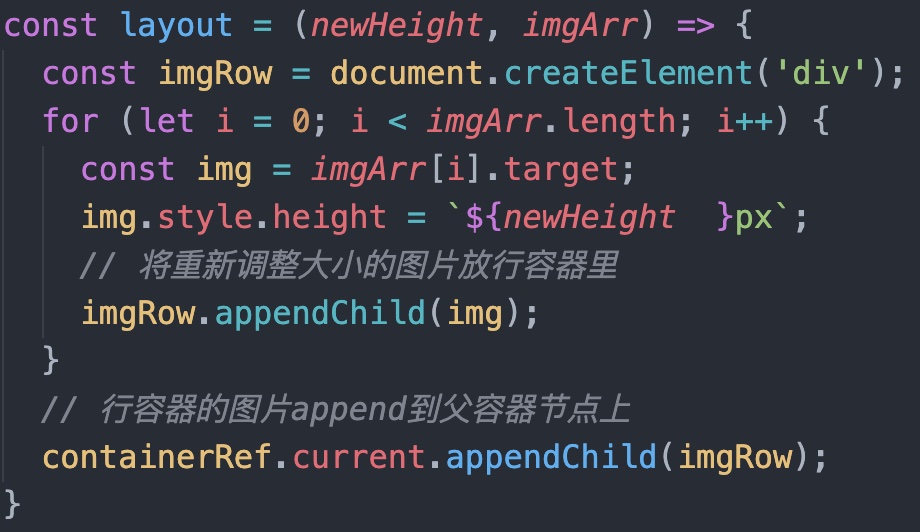 const layout = (newHeight, imgArr) => {
  const imgRow = document.createElement('div');
  for (let i = 0; i < imgArr.length; i++) {
    const img = imgArr[i].target;
    img.style.height = `${newHeight  }px`;
    // 将重新调整大小的图片放行容器里
    imgRow.appendChild(img);
  }
  // 行容器的图片append到父容器节点上
  containerRef.current.appendChild(imgRow);
}